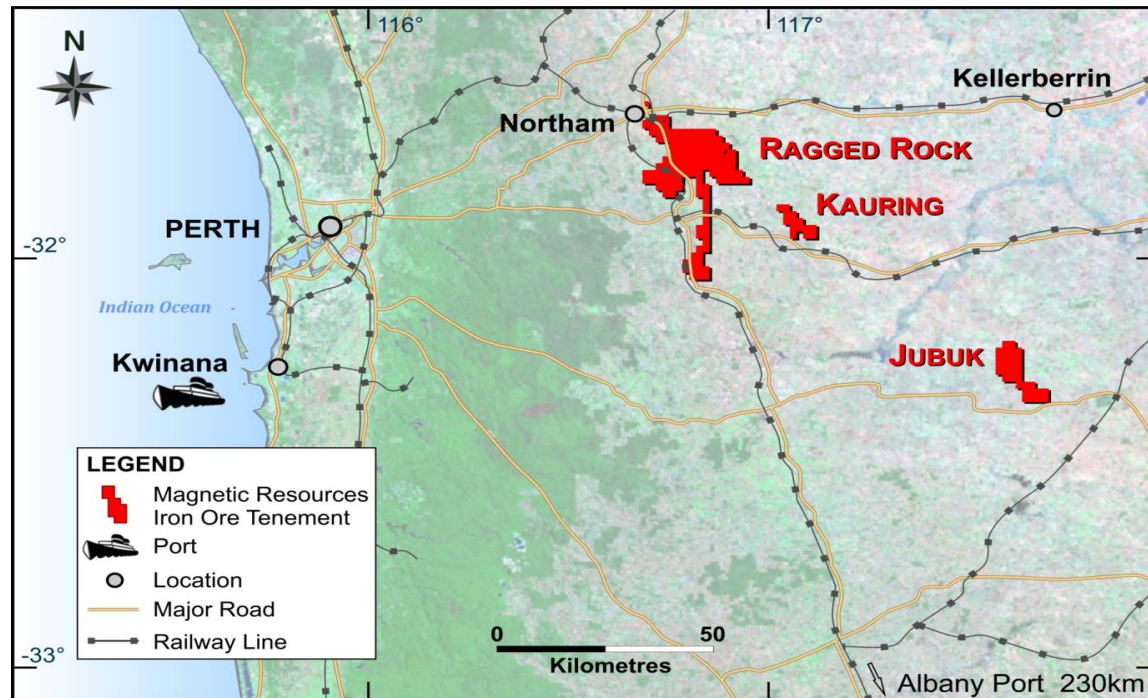 116°
117°
N
Kellerberrin
Northam
RAGGED ROCK
KAURING
PERTH
-32°
Indian Ocean
JUBUK
Kwinana
LEGEND
Magnetic Resources
Iron Ore Tenement
Port
Location
Major Road
Railway Line
0 50
Kilometres
-33°
Albany Port 230km